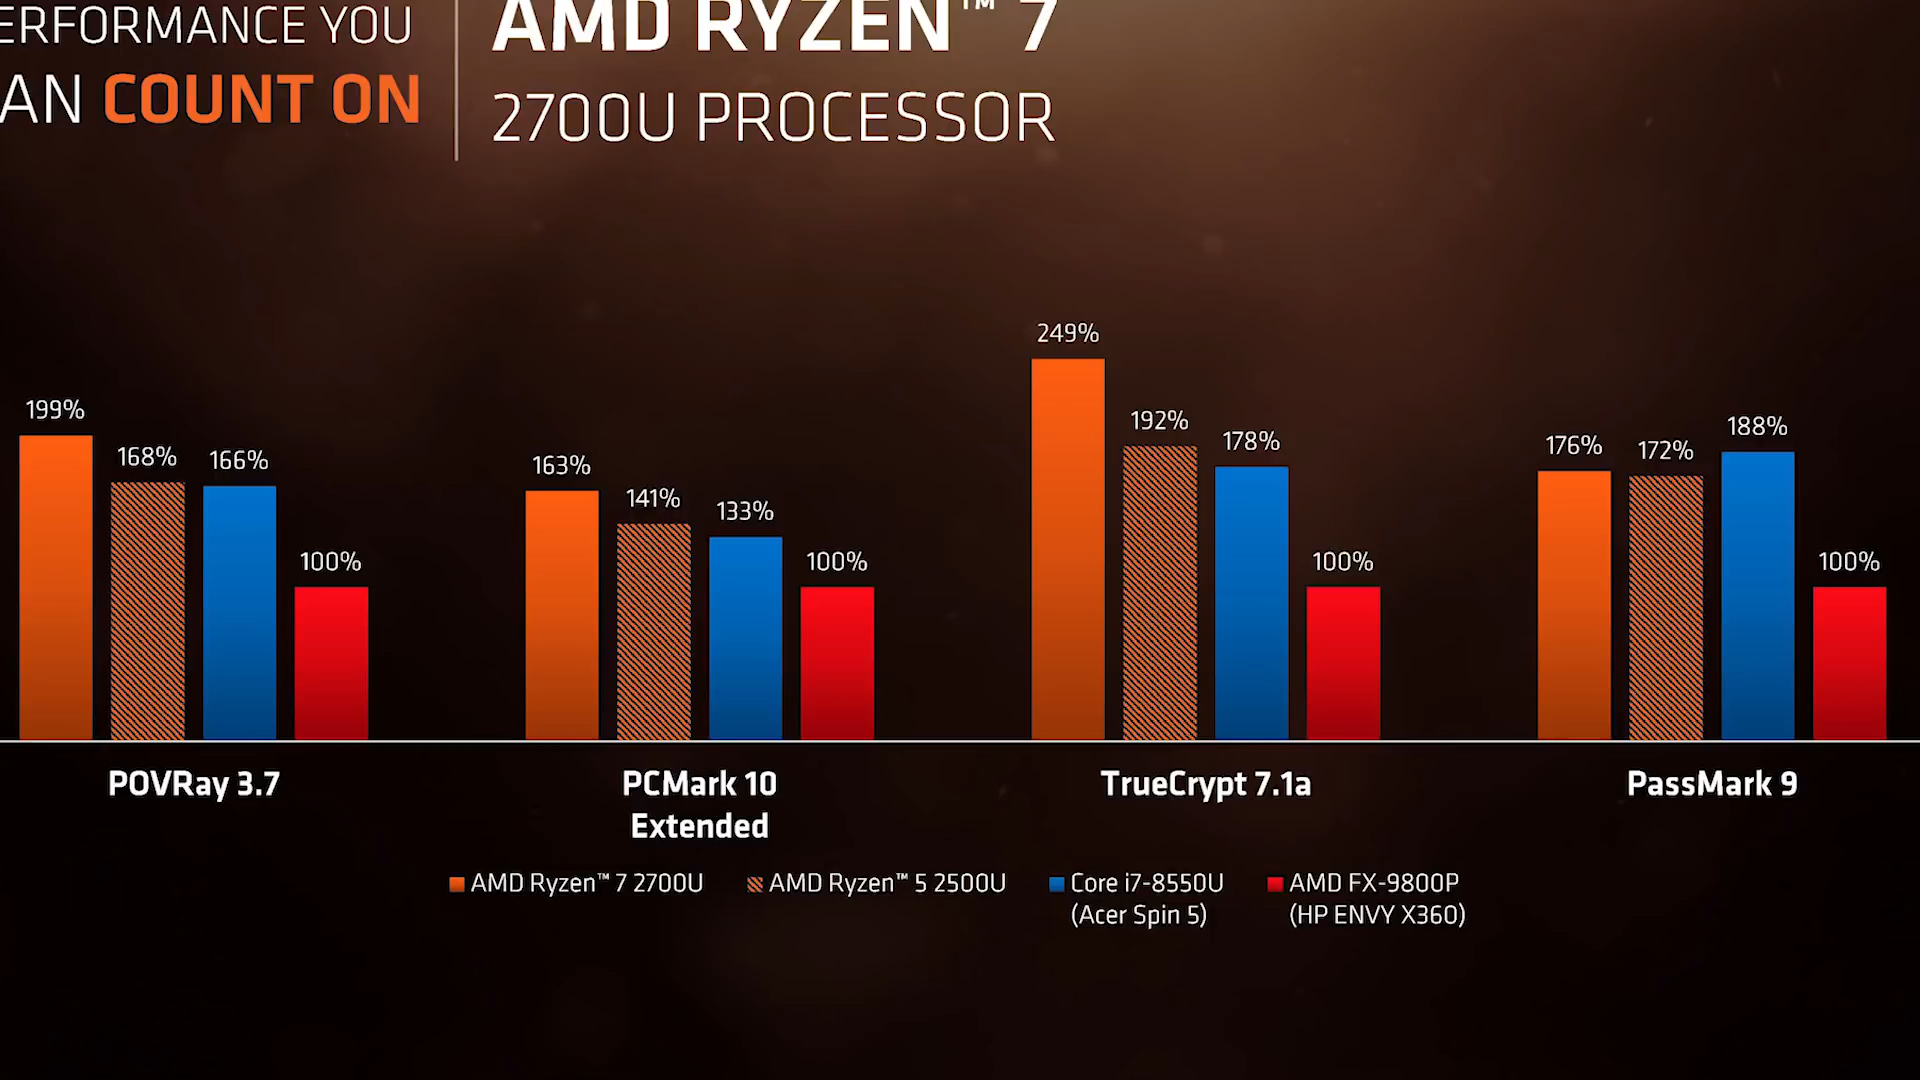 ERFORMANCE YOU
AN COUNT ON
AMD RYZEN™ 7
2700U PROCESSOR
199%
168%
166%
100%
163%
141%
133%
100%
249%
192%
178%
100%
176%
172%
188%
100%
POVRay 3.7
PCMark 10
Extended
TrueCrypt 7.1a
PassMark 9
AMD Ryzen™ 7 2700U
AMD Ryzen™ 5 2500U
Core i7-8550U
(Acer Spin 5)
AMD FX-9800P
(HP ENVY X360)